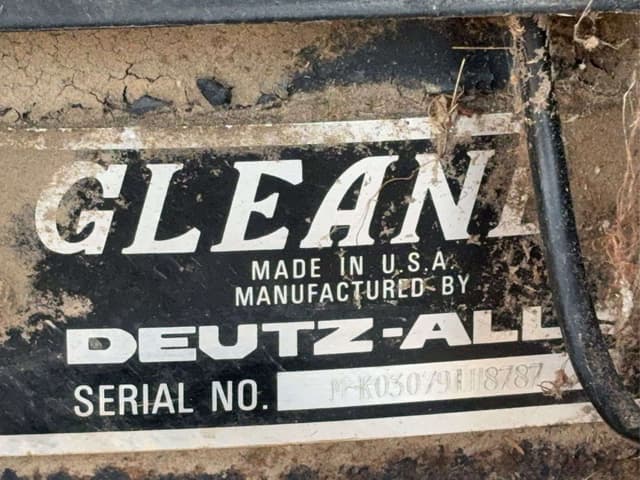 GLEAN
MADE IN U.S.A
MANUFACTURED BY
DEUTZ-ALL
SERIAL NO.